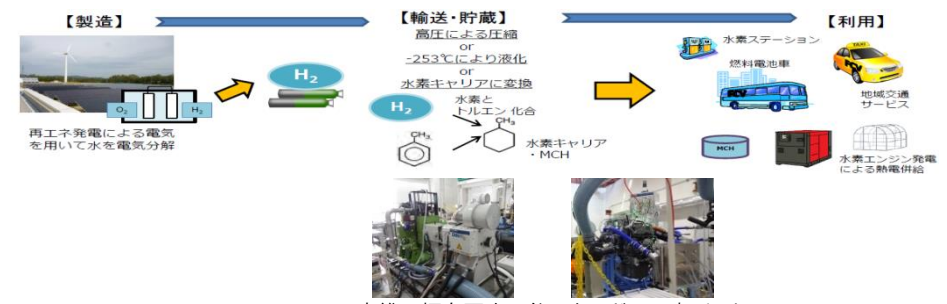 【製造】
【輸送・貯蔵】
【利用】
高圧による圧縮
or
-253℃により液化
or
水素キャリアに変換
H₂
O₂
H₂
再エネ発電による電気
を用いて水を電気分解
H₂
水素と
トルエン 化合
CH₃
CH₃
水素キャリア
・MCH
水素ステーション
燃料電池車
TAXI
地域交通
サービス
MCH
水素エンジン発電
による熱電併給